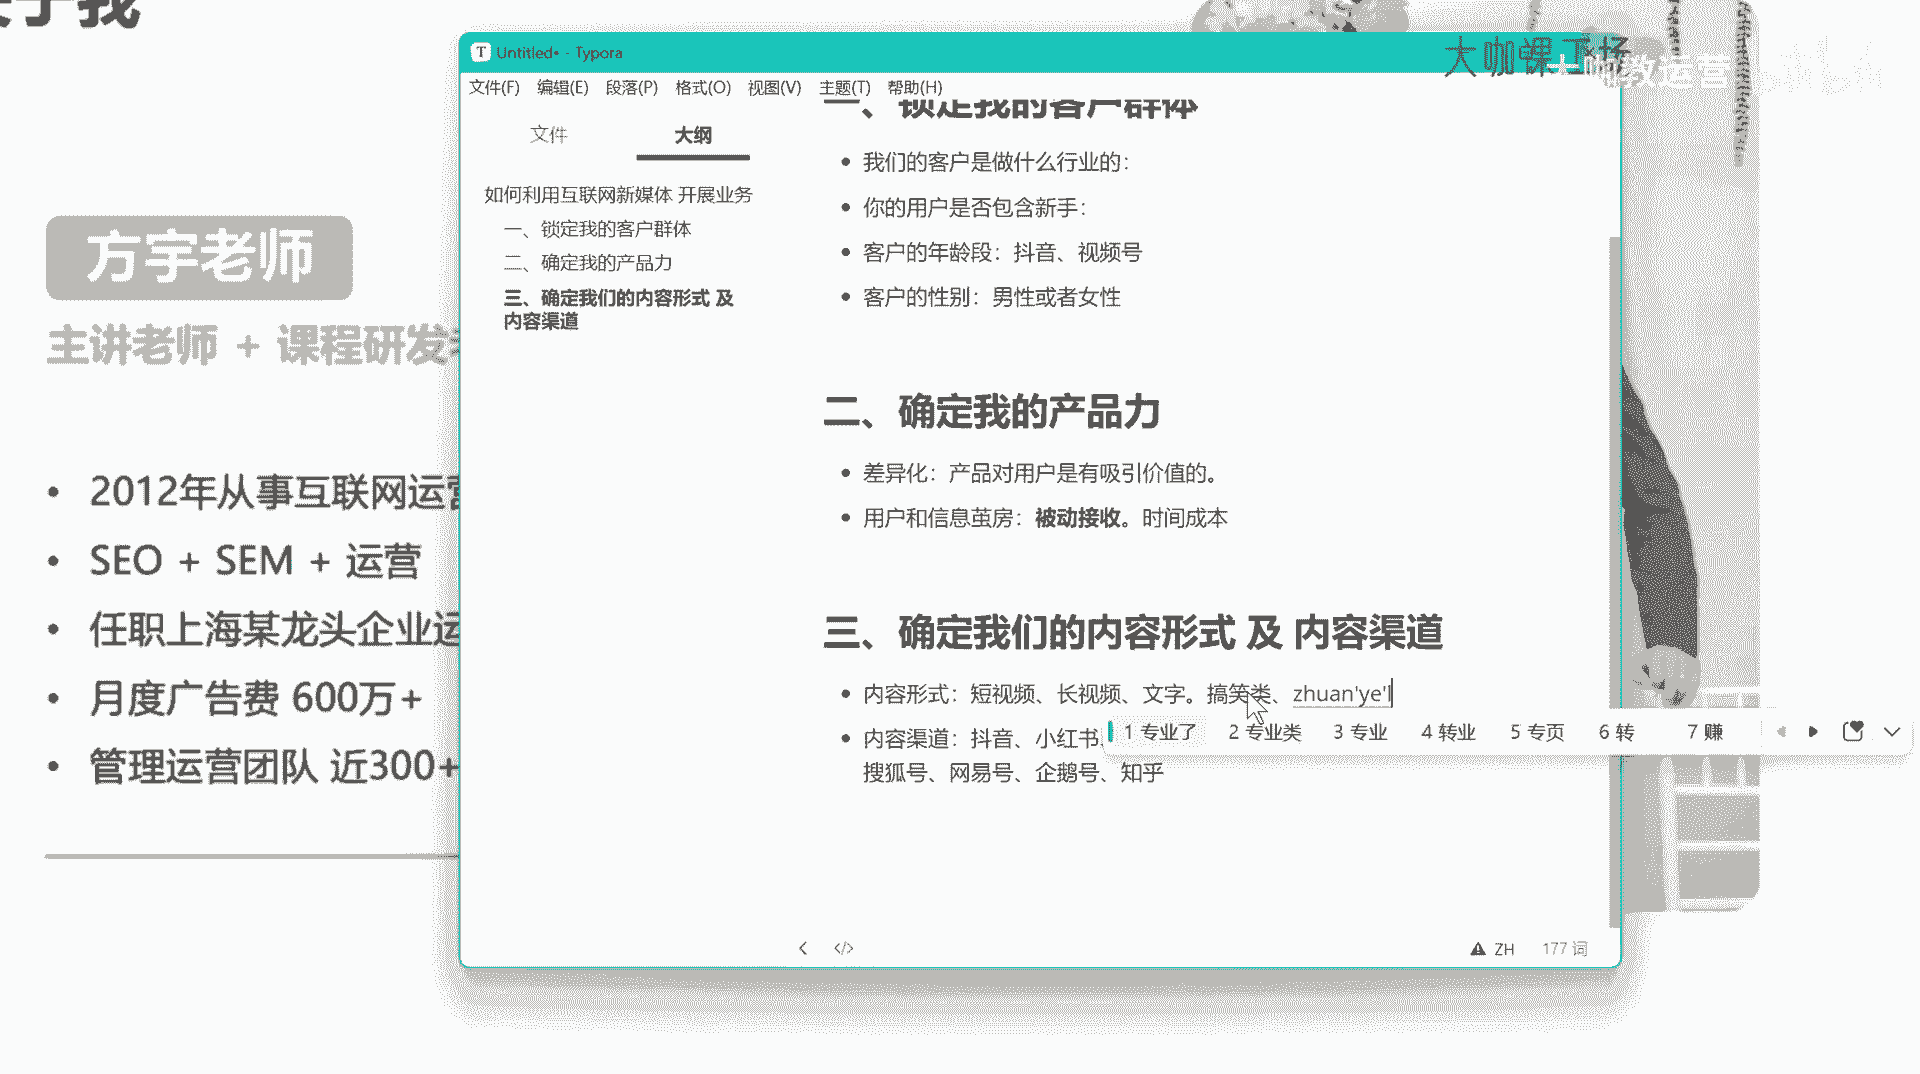 关于我
方宇老师
主讲老师 + 课程研发老
• 2012年从事互联网运营
• SEO + SEM + 运营
• 任职上海某龙头企业运
• 月度广告费 600万+
• 管理运营团队 近300+
Untitled• - Typora
大咖教运营
文件(F) 编辑(E) 段落(P) 格式(O) 视图(V) 主题(T) 帮助(H)
文件 大纲
如何利用互联网新媒体 开展业务
一、锁定我的客户群体
二、确定我的产品力
三、确定我们的内容形式 及
内容渠道
一、锁定我的客户群体
• 我们的客户是做什么行业的：
• 你的用户是否包含新手：
• 客户的年龄段：抖音、视频号
• 客户的性别：男性或者女性
二、确定我的产品力
• 差异化：产品对用户是有吸引价值的。
• 用户和信息茧房：被动接收。时间成本
三、确定我们的内容形式 及 内容渠道
• 内容形式：短视频、长视频、文字。搞笑类、zhuan'ye'l
1 专业了 2 专业类 3 专业 4 转业 5 专页 6 转 7 赚
• 内容渠道：抖音、小红书、
搜狐号、网易号、企鹅号、知乎
ZH 177 词